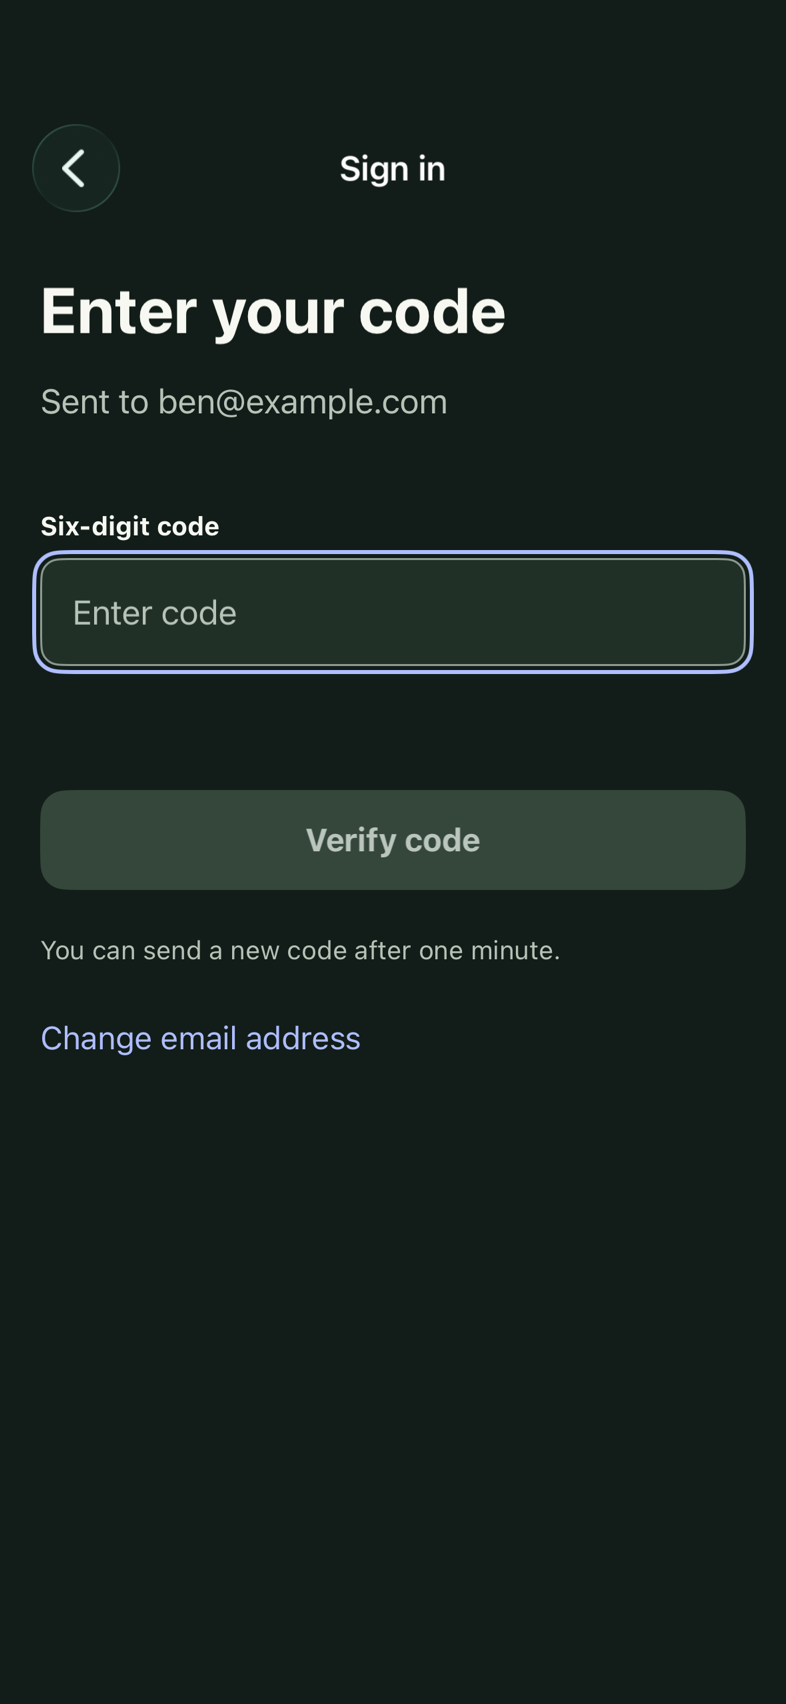 Sign in
Enter your code
Sent to ben@example.com
Six-digit code
Enter code
Verify code
You can send a new code after one minute.
Change email address